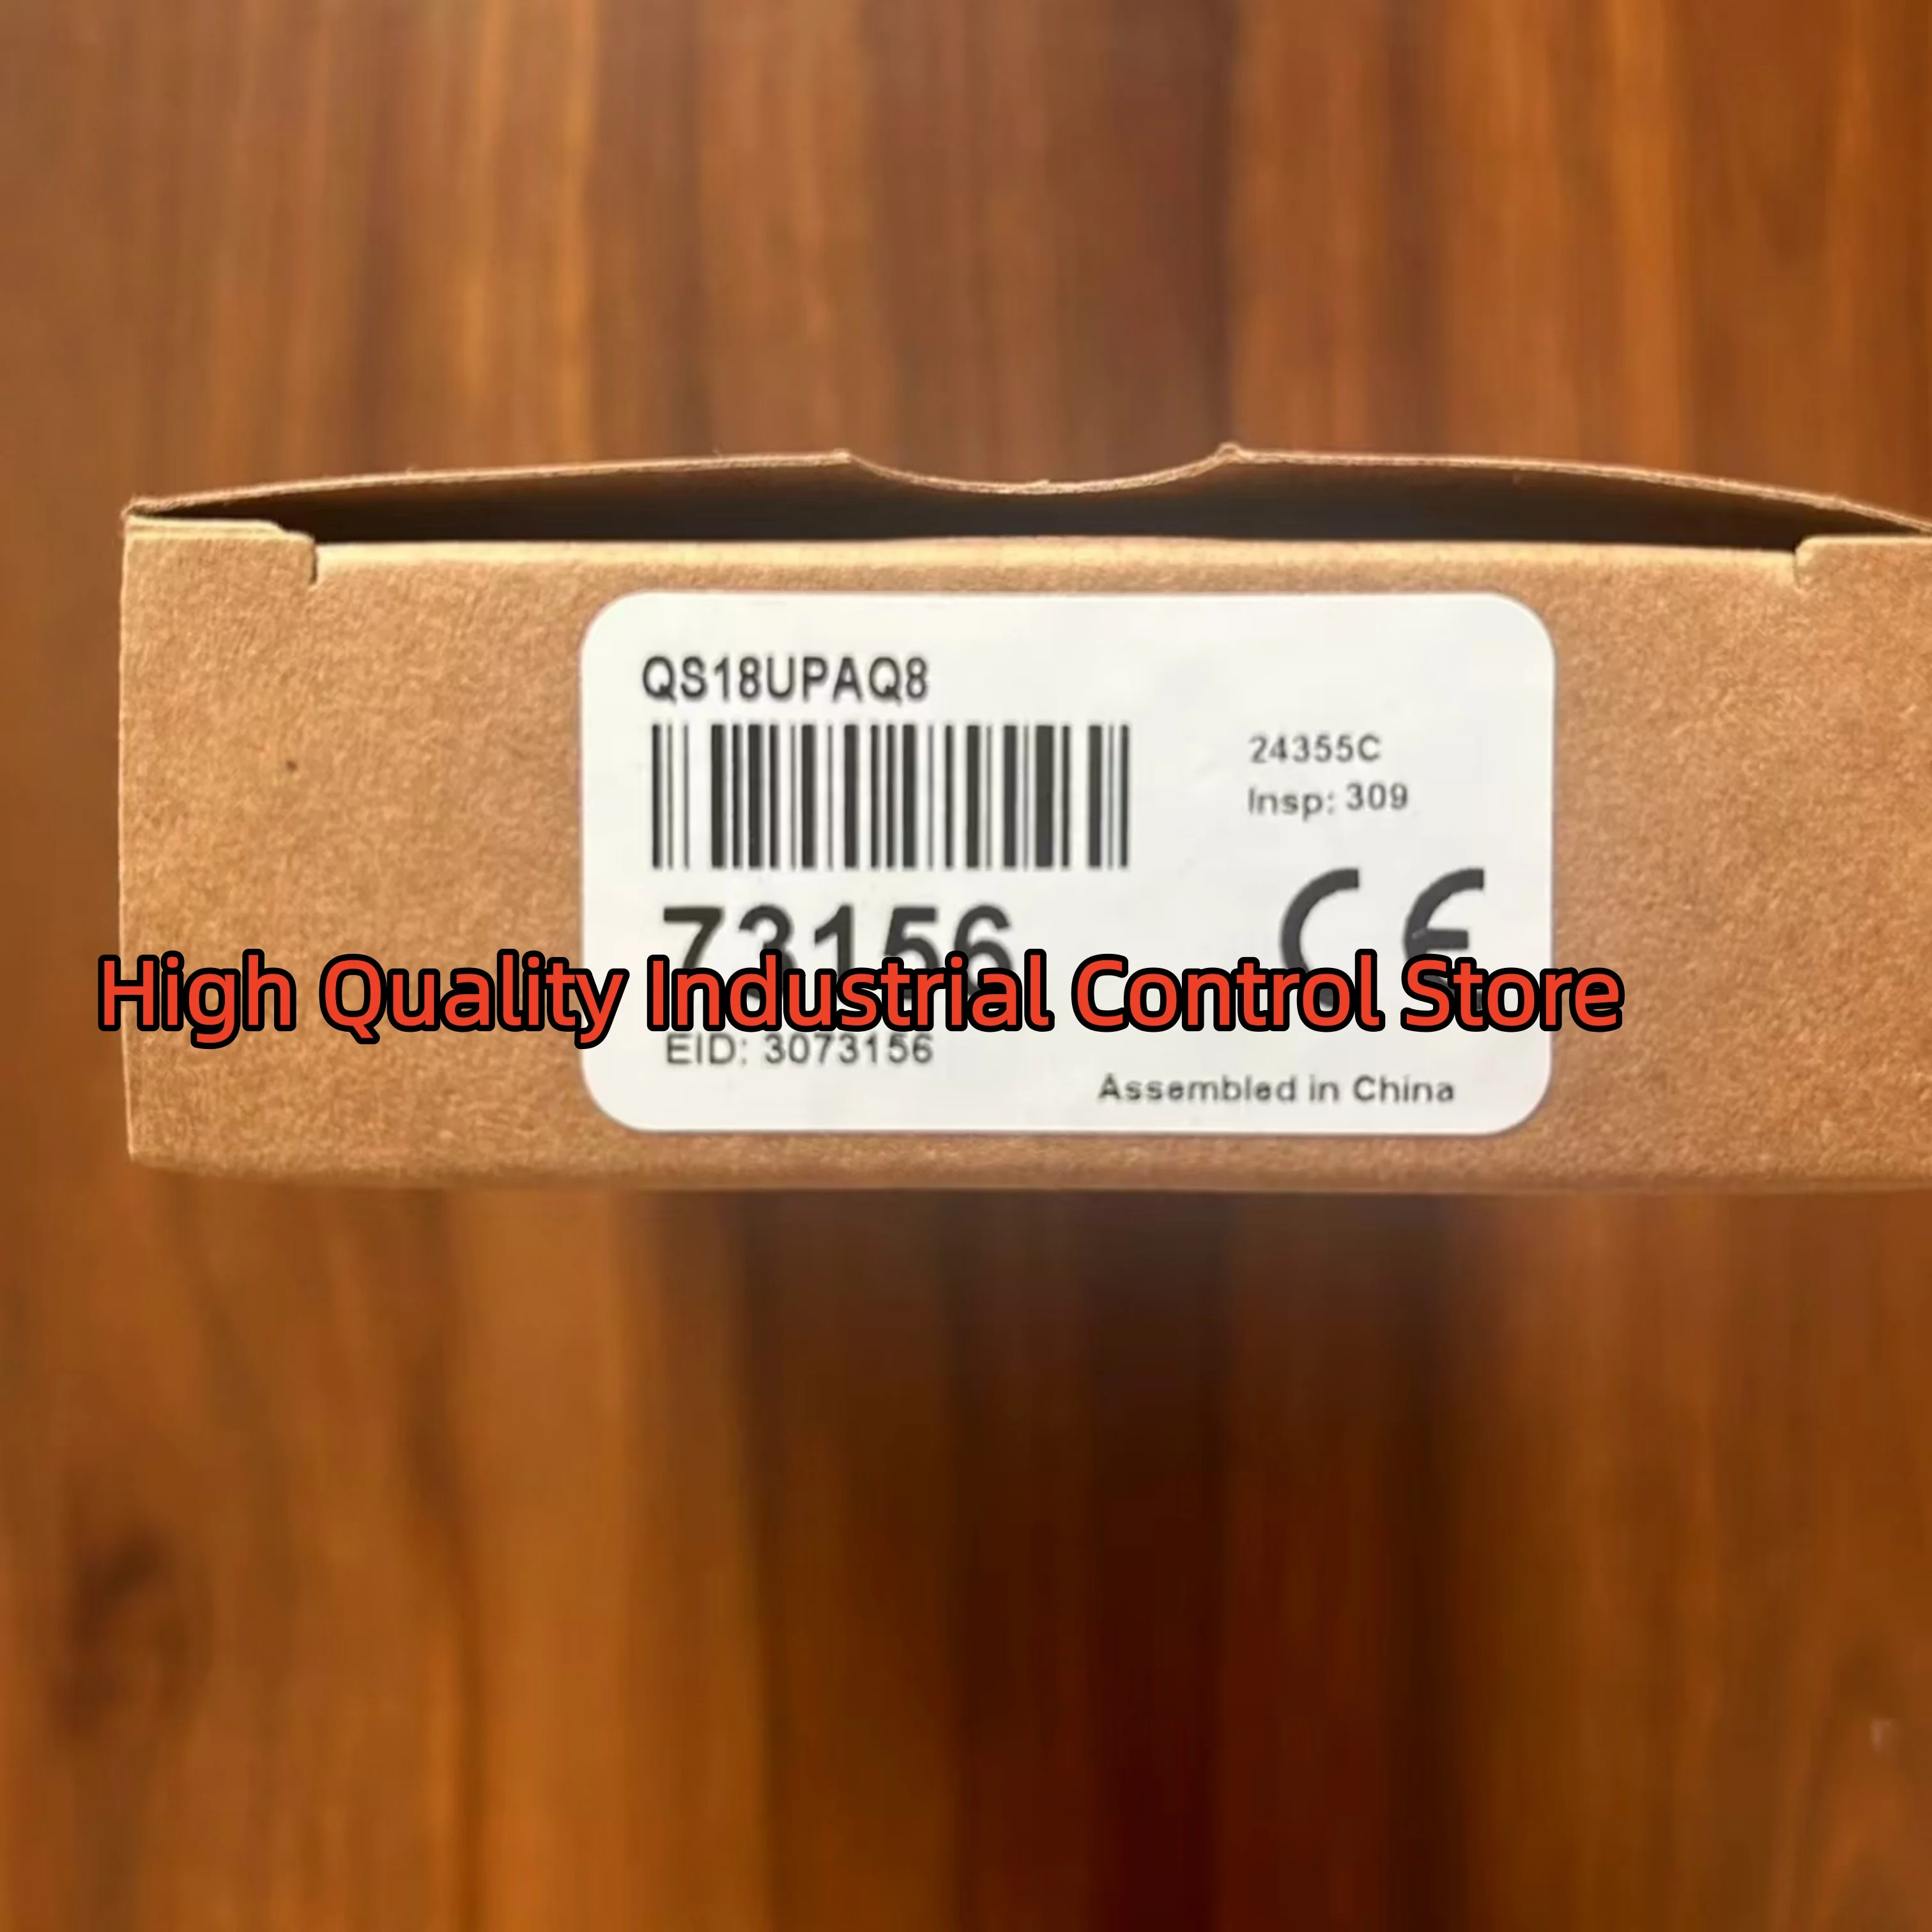 QS18UPAQ8
24355C
Insp: 309
73156
CE
High Quality Industrial Control Store
EID: 3073156
Assembled in China